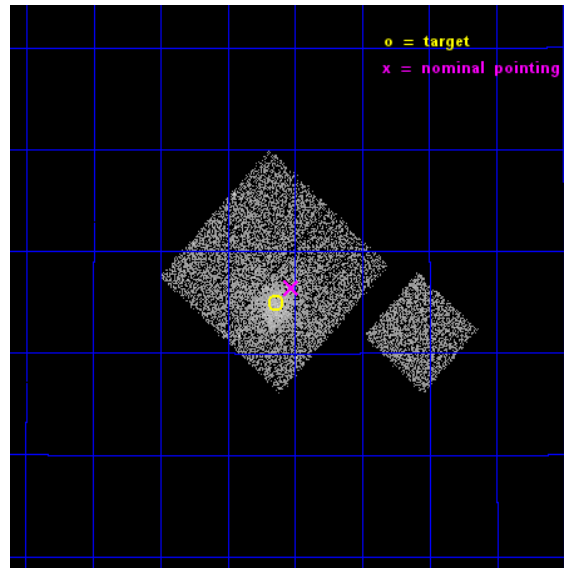 o = target
x = nominal pointing